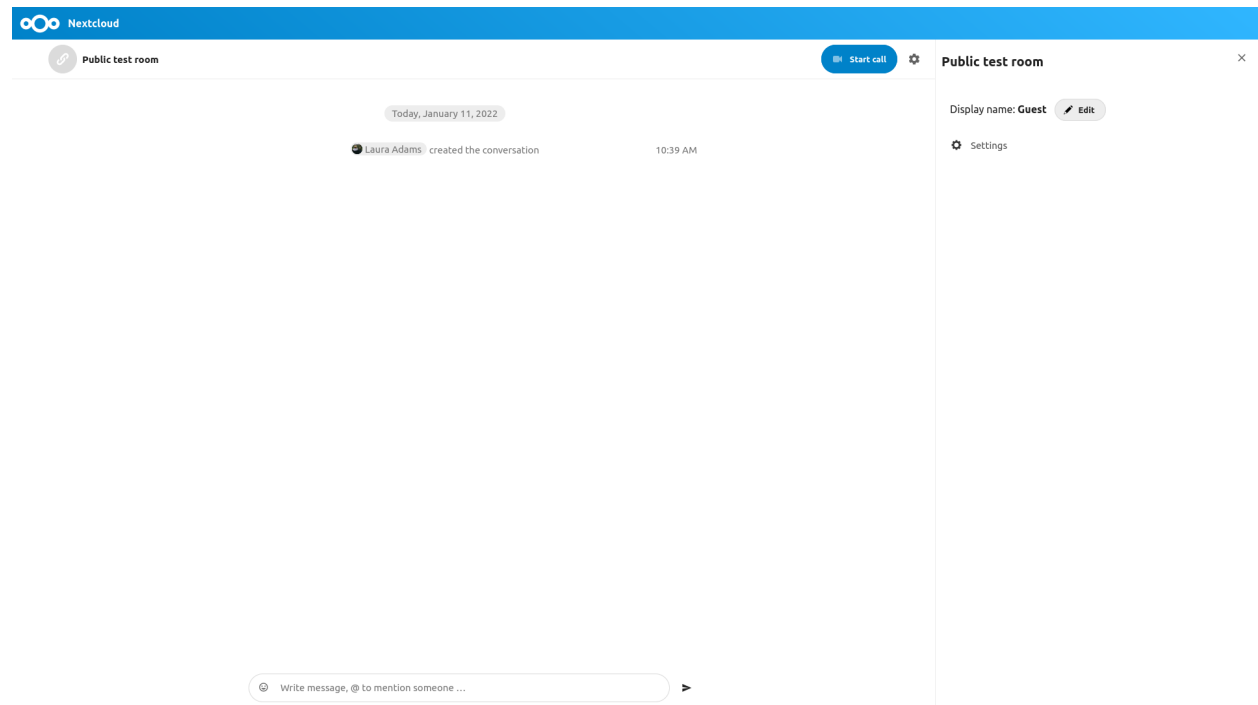 Nextcloud
Public test room
Start call
Today, January 11, 2022
Laura Adams created the conversation 10:39 AM
Write message, @ to mention someone ...
Public test room
Display name: Guest Edit
Settings